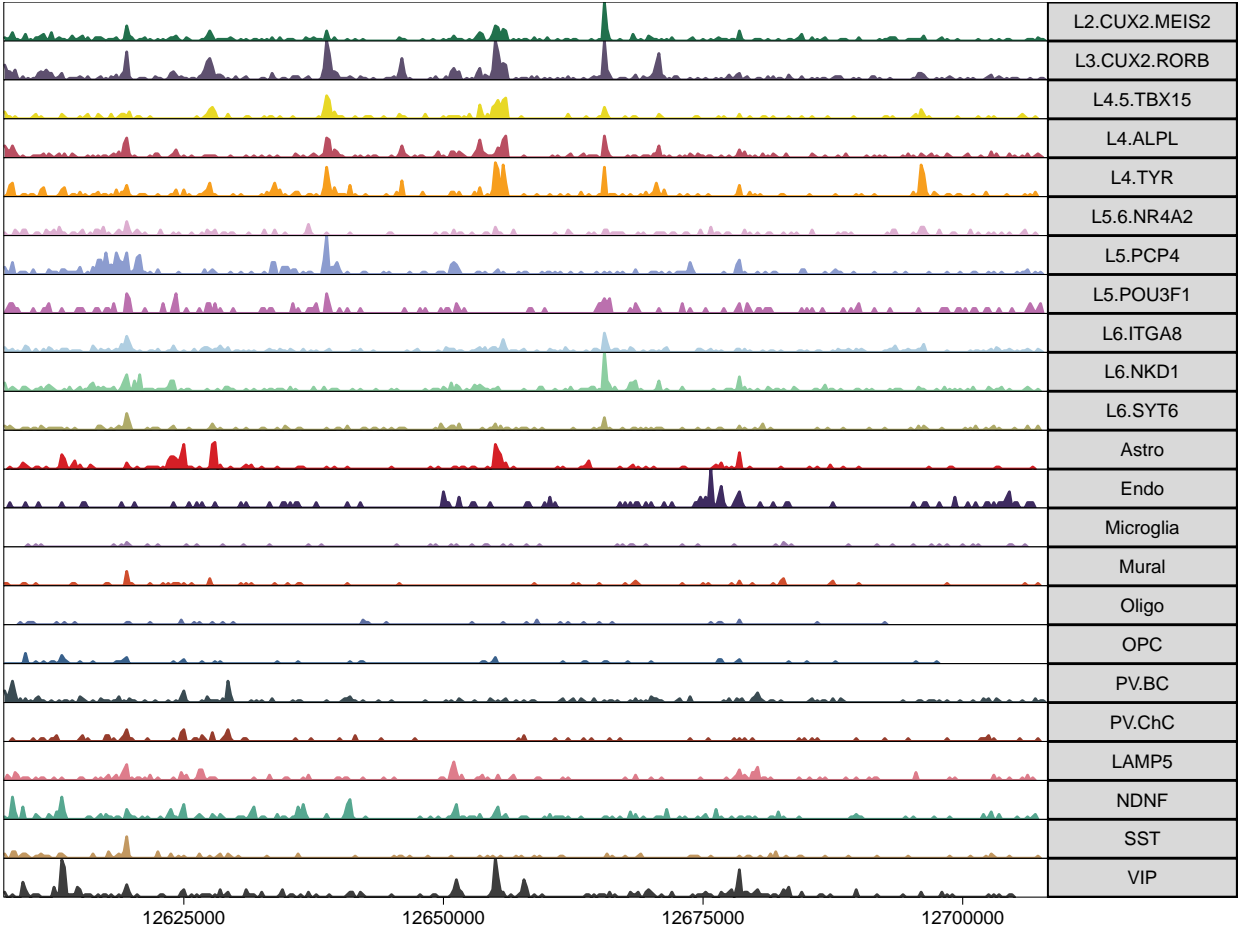 L2.CUX2.MEIS2
L3.CUX2.RORB
L4.5.TBX15
L4.ALPL
L4.TYR
L5.6.NR4A2
L5.PCP4
L5.POU3F1
L6.ITGA8
L6.NKD1
L6.SYT6
Astro
Endo
Microglia
Mural
Oligo
OPC
PV.BC
PV.ChC
LAMP5
NDNF
SST
VIP
12625000 12650000 12675000 12700000